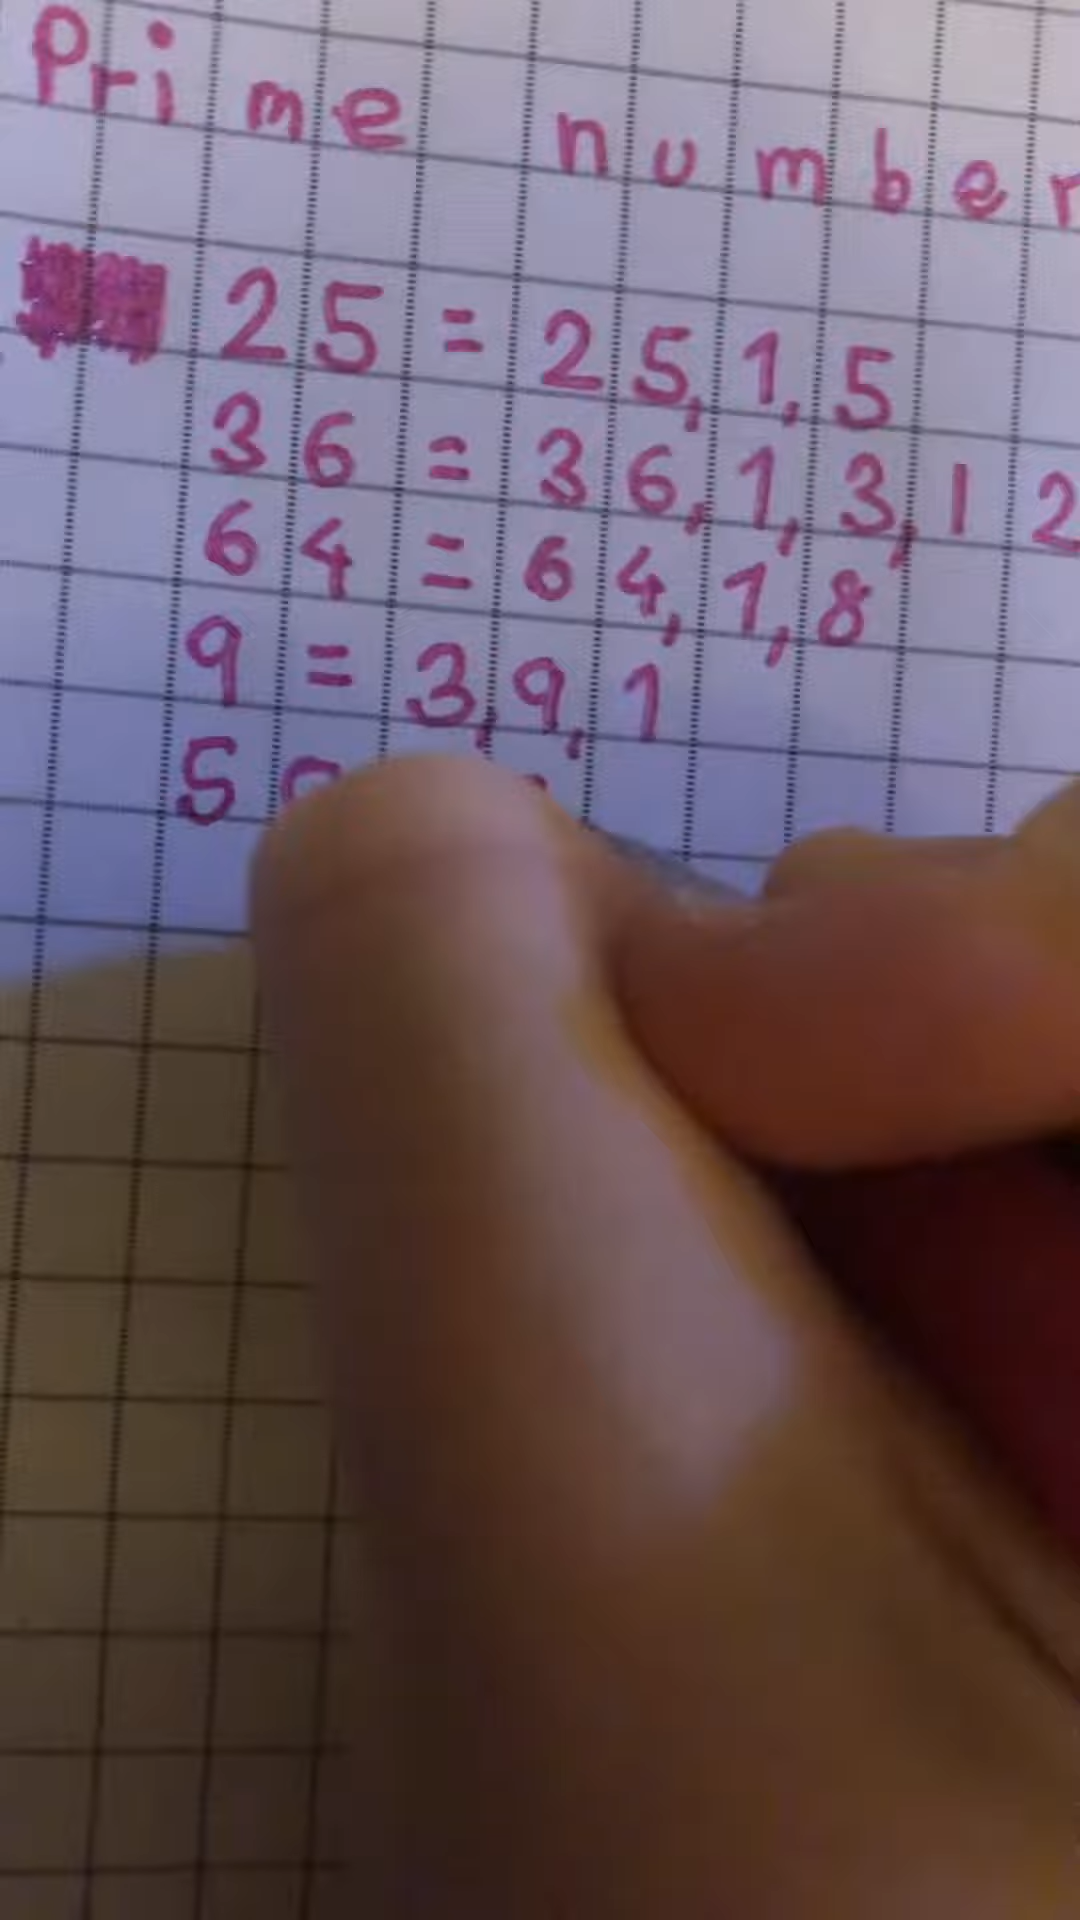 Prime number
25 = 25,1,5
36 = 36,1,3,12
64 = 64,1,8
9 = 3,9,1
5